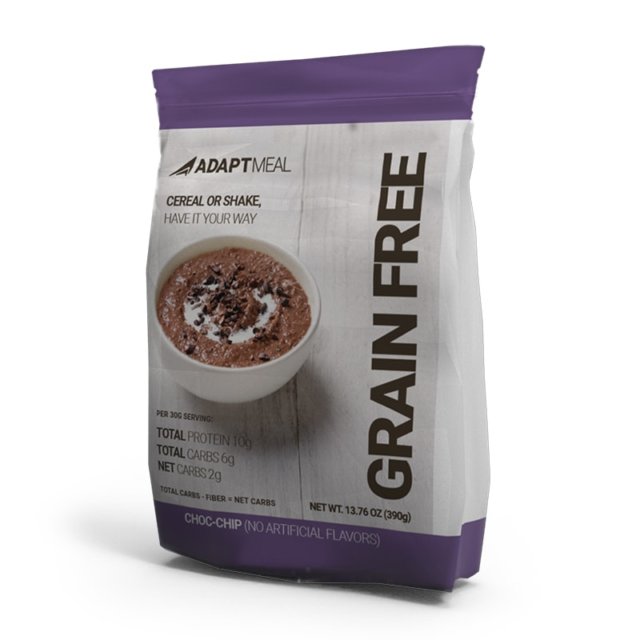 ADAPTMEAL
CEREAL OR SHAKE,
HAVE IT YOUR WAY
GRAIN FREE
PER 30G SERVING:
TOTAL PROTEIN 10g
TOTAL CARBS 6g
NET CARBS 2g
TOTAL CARBS - FIBER = NET CARBS
NET WT. 13.76 OZ (390g)
CHOC-CHIP (NO ARTIFICIAL FLAVORS)